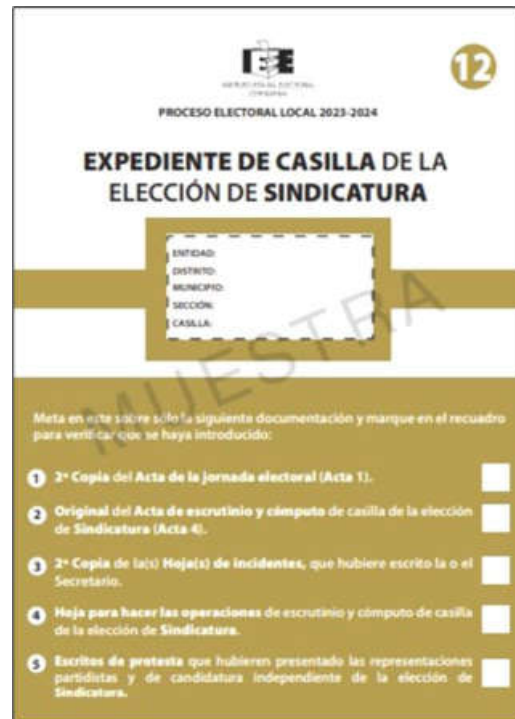 IEE
INSTITUTO ESTATAL ELECTORAL
CHIHUAHUA
12
PROCESO ELECTORAL LOCAL 2023-2024
EXPEDIENTE DE CASILLA DE LA
ELECCIÓN DE SINDICATURA
ENTIDAD:
DISTRITO:
MUNICIPIO:
SECCIÓN:
CASILLA:
MUESTRA
Meta en este sobre sólo la siguiente documentación y marque en el recuadro
para verificar que se haya introducido:
1 2ª Copia del Acta de la jornada electoral (Acta 1).
2 Original del Acta de escrutinio y cómputo de casilla de la elección
de Sindicatura (Acta 4).
3 2ª Copia de la(s) Hoja(s) de incidentes, que hubiere escrito la o el
Secretario.
4 Hoja para hacer las operaciones de escrutinio y cómputo de casilla
de la elección de Sindicatura.
5 Escritos de protesta que hubieren presentado las representaciones
partidistas y de candidatura independiente de la elección de
Sindicatura.